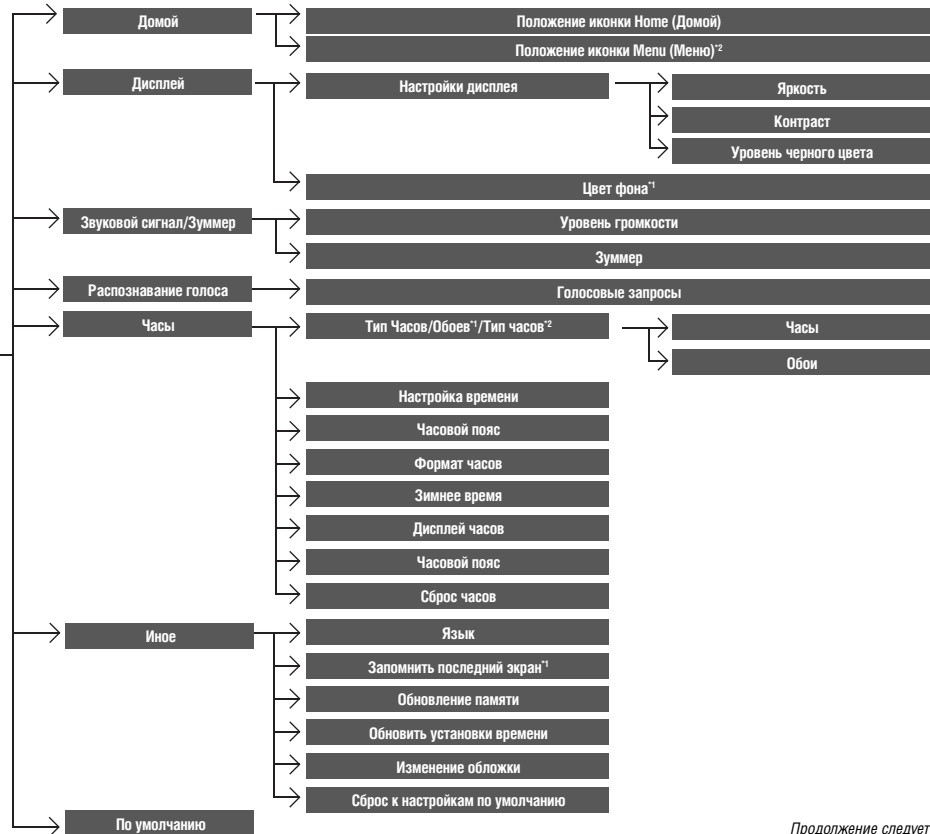 Домой
Положение иконки Home (Домой)
Положение иконки Menu (Меню)*2
Дисплей
Настройки дисплея
Яркость
Контраст
Уровень черного цвета
Цвет фона*1
Звуковой сигнал/Зуммер
Уровень громкости
Зуммер
Распознавание голоса
Голосовые запросы
Часы
Тип Часов/Обоев*1/Тип часов*2
Часы
Обои
Настройка времени
Часовой пояс
Формат часов
Зимнее время
Дисплей часов
Часовой пояс
Сброс часов
Иное
Язык
Запомнить последний экран*1
Обновление памяти
Обновить установки времени
Изменение обложки
Сброс к настройкам по умолчанию
По умолчанию
Продолжение следует